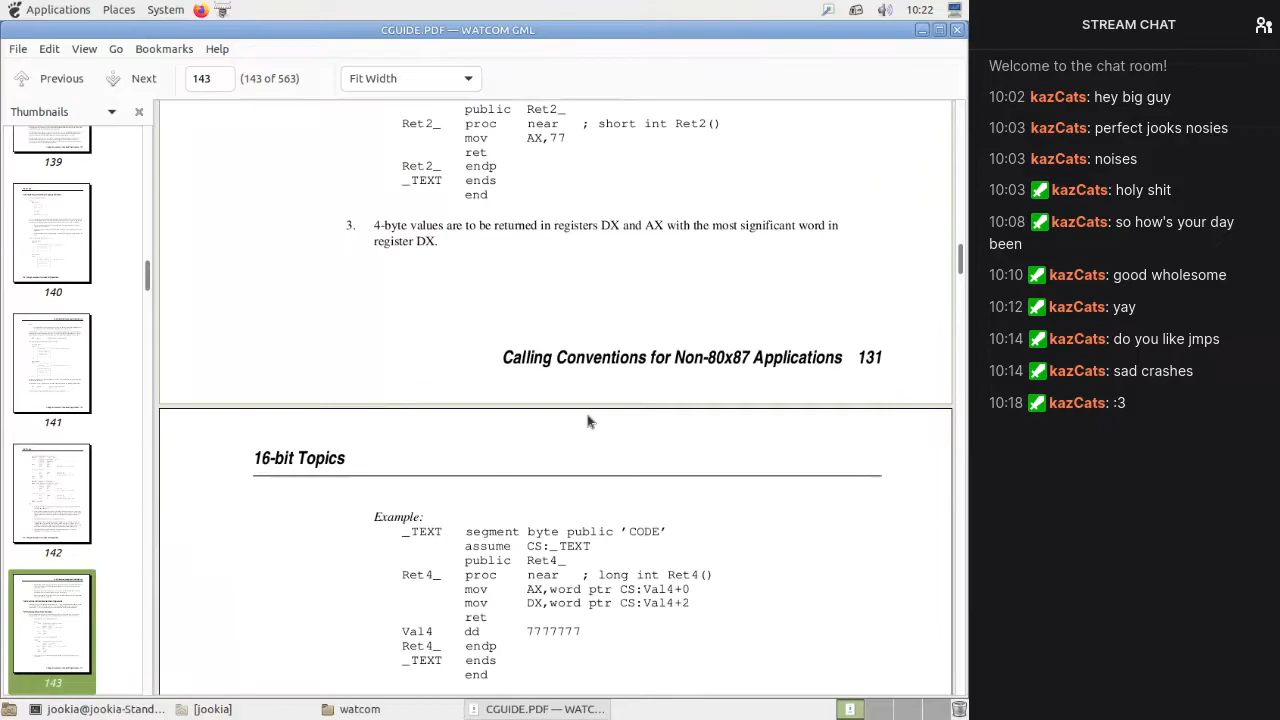 Applications Places System 10:22
CGUIDE.PDF — WATCOM GML
File Edit View Go Bookmarks Help
Previous Next 143 (143 of 563) Fit Width
Thumbnails
139
140
141
142
143
public Ret2_
Ret2_ proc near ; short int Ret2()
mov AX,77
ret
Ret2_ endp
_TEXT ends
end
3. 4-byte values are to be returned in registers DX and AX with the most significant word in
register DX.
Calling Conventions for Non-80x87 Applications 131
16-bit Topics
Example:
_TEXT segment byte public 'CODE'
assume CS:_TEXT
public Ret4_
Ret4_ proc near ; long int Ret4()
mov AX,word ptr CS:Val4+0
mov DX,word ptr CS:Val4+2
ret
Val4 dd 7777777
Ret4_ endp
_TEXT ends
end
jookia@jookia-Stand... [jookia] watcom CGUIDE.PDF — WATC...
STREAM CHAT
Welcome to the chat room!
10:02 kazCats: hey big guy
10:03 kazCats: perfect jookianoises
10:03 kazCats: noises
10:03 kazCats: holy shit
10:08 kazCats: so how's your day
been
10:10 kazCats: good wholesome
10:12 kazCats: yay
10:14 kazCats: do you like jmps
10:14 kazCats: sad crashes
10:18 kazCats: :3